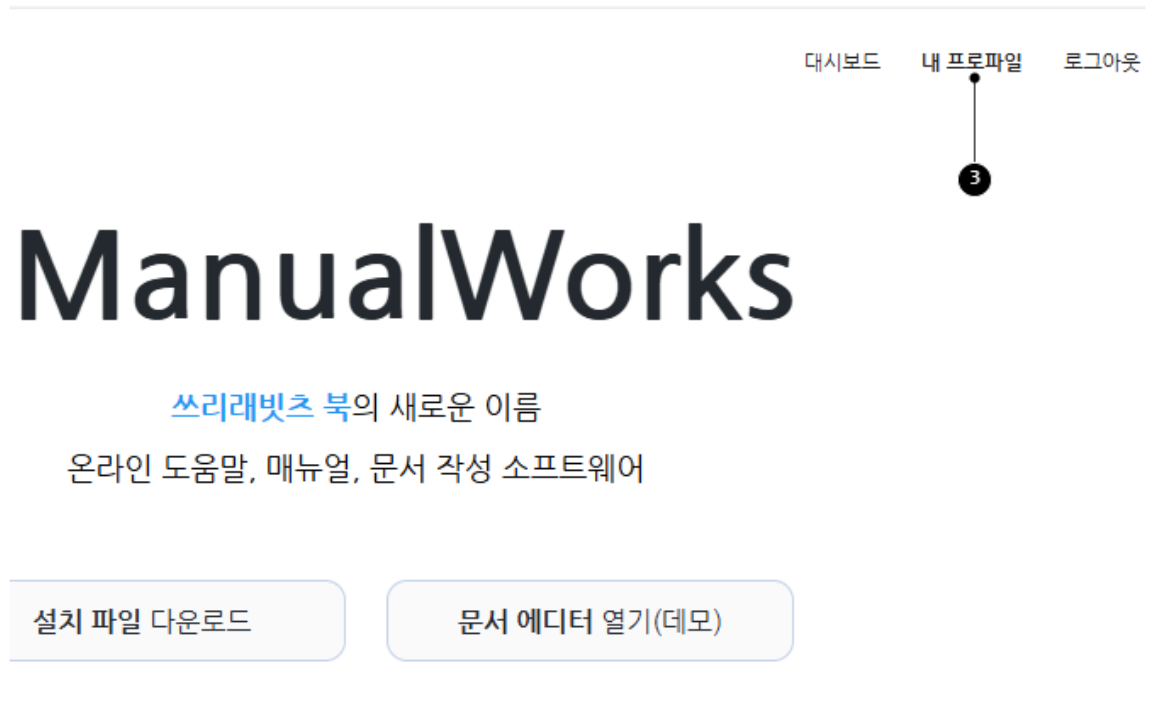 대시보드 내 프로파일 로그아웃
3
ManualWorks
쓰리래빗츠 북의 새로운 이름
온라인 도움말, 매뉴얼, 문서 작성 소프트웨어
설치 파일 다운로드 문서 에디터 열기(데모)